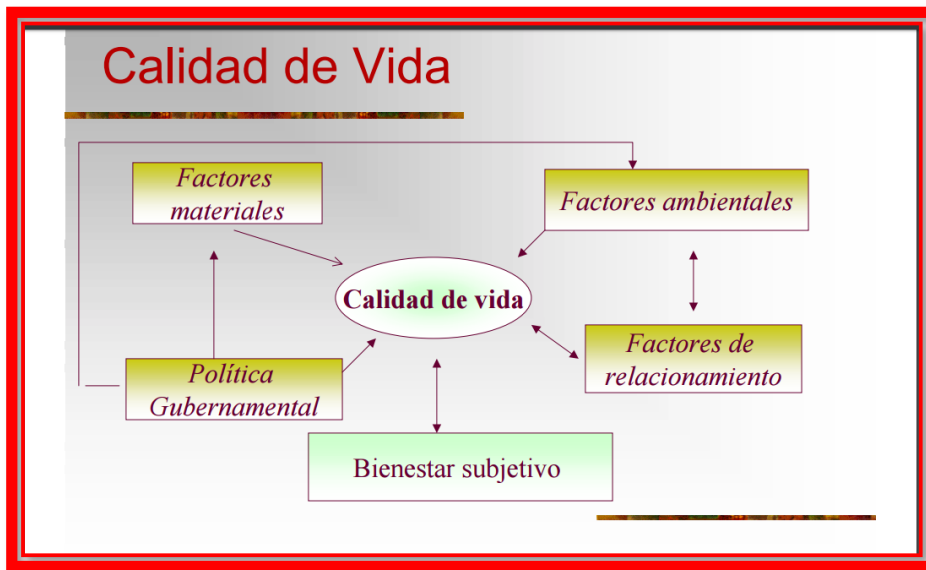 Calidad de Vida
Factores
materiales
Factores ambientales
Calidad de vida
Factores de
relacionamiento
Política
Gubernamental
Bienestar subjetivo